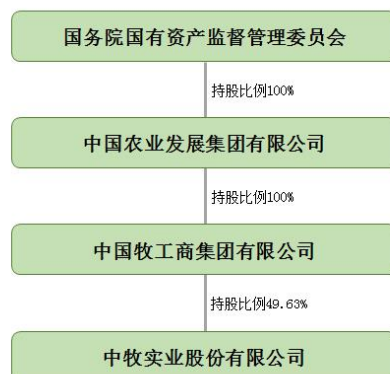 国务院国有资产监督管理委员会
持股比例100%
中国农业发展集团有限公司
持股比例100%
中国牧工商集团有限公司
持股比例49.63%
中牧实业股份有限公司